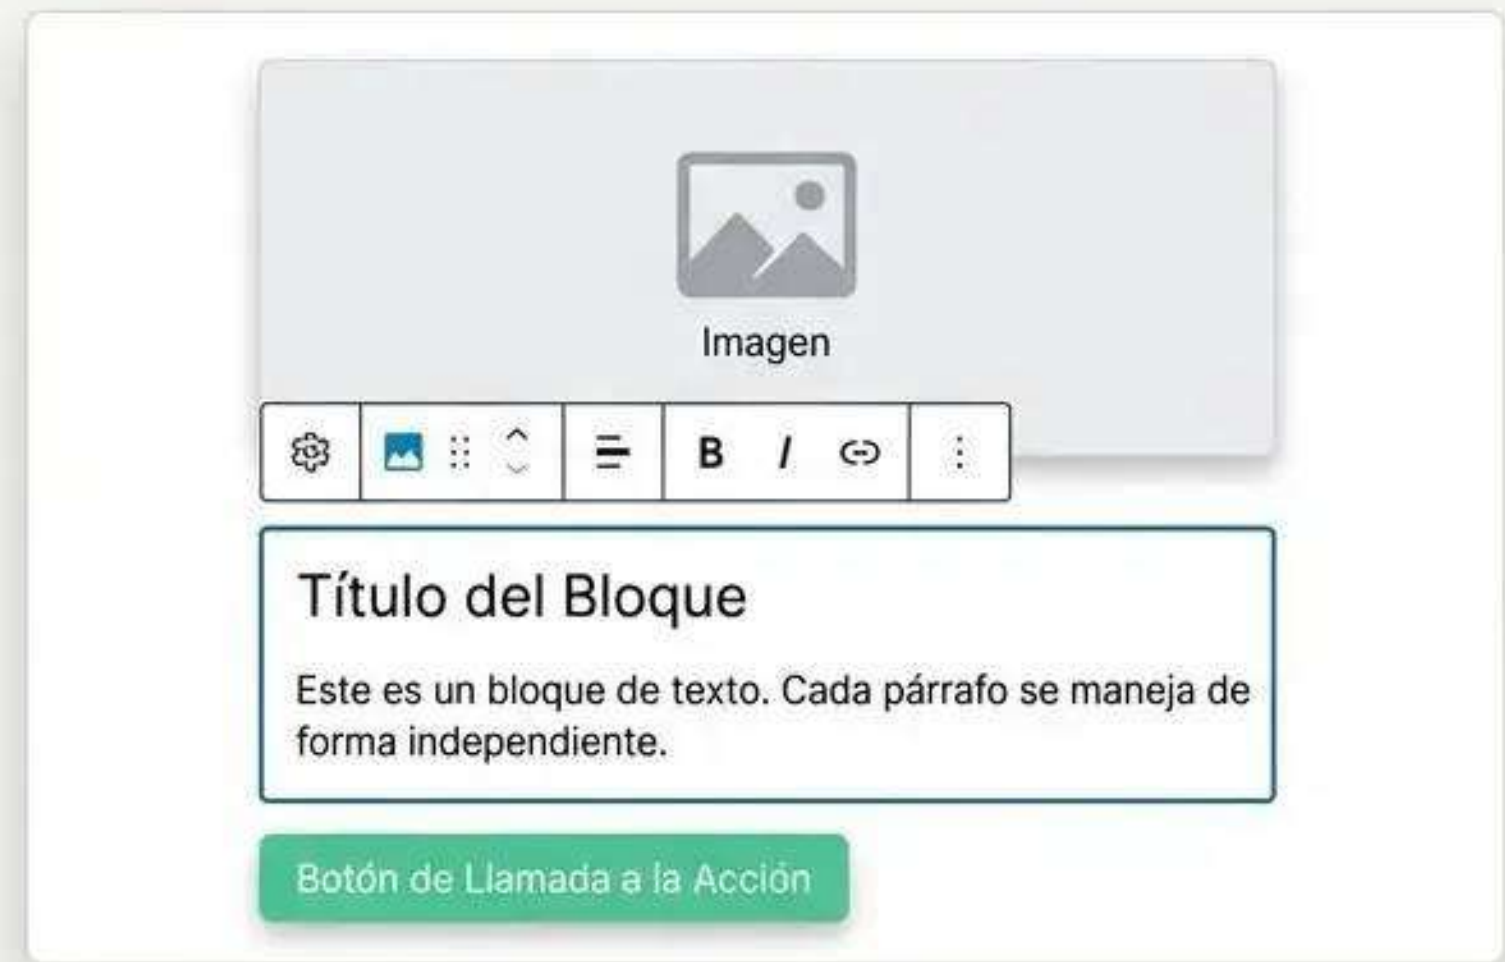 Imagen
B I
Título del Bloque
Este es un bloque de texto. Cada párrafo se maneja de
forma independiente.
Botón de Llamada a la Acción